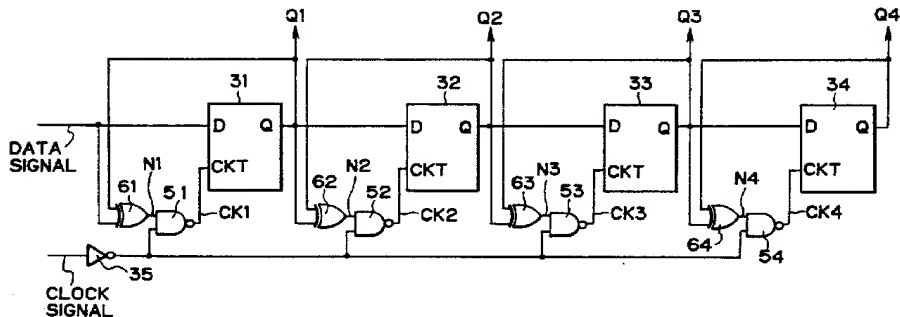 Q1 Q2 Q3 Q4
31 32 33 34
D Q D Q D Q D Q
DATA
SIGNAL
CKT CKT CKT CKT
N1 N2 N3 N4
61 51 62 52 63 53
CK1 CK2 CK3 CK4
64 54
35
CLOCK
SIGNAL